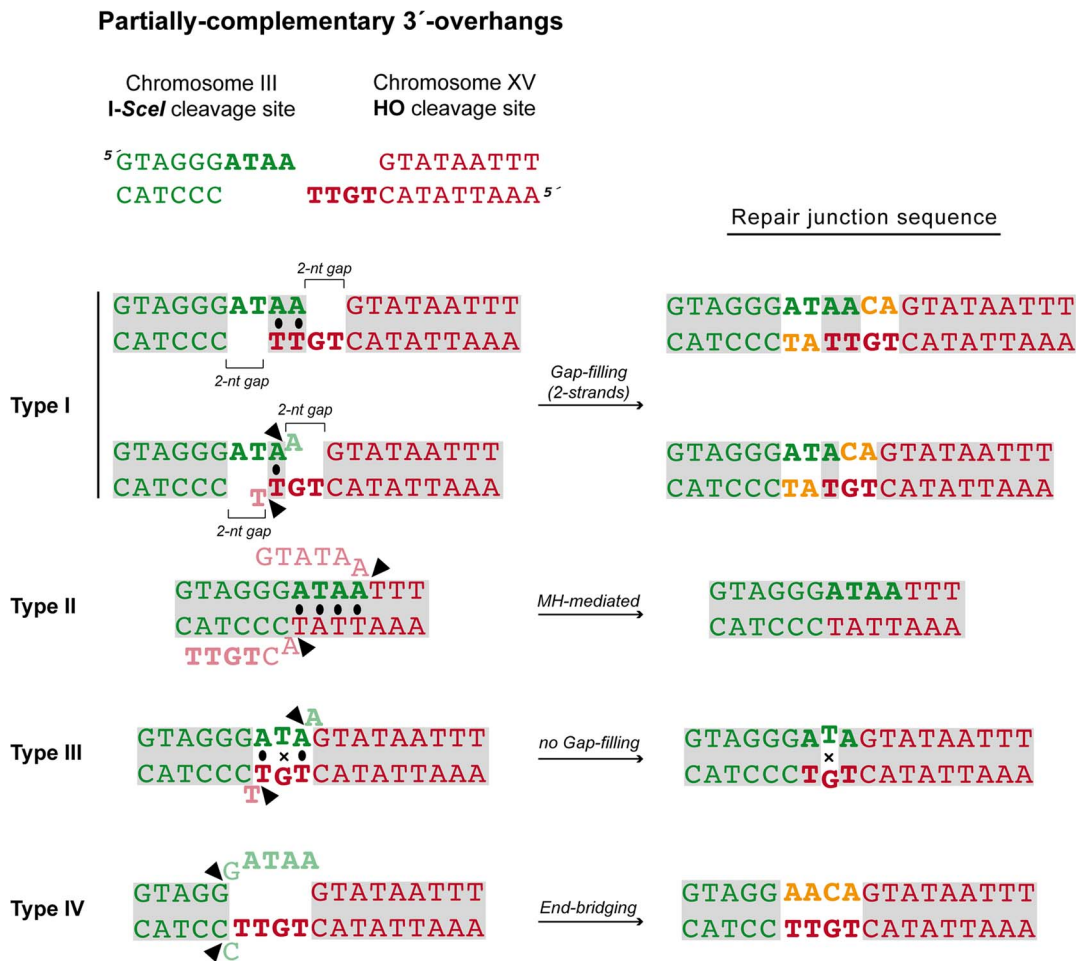 Partially-complementary 3´-overhangs
Chromosome III
I-SceI cleavage site
Chromosome XV
HO cleavage site
5´GTAGGGATAA GTATAATTT
CATCCC TTGTCATATTAAA5´
Repair junction sequence
Type I
2-nt gap
GTAGGGATAA GTATAATTT
CATCCC TTGTCATATTAAA
2-nt gap
Gap-filling
(2-strands)
GTAGGGATAACAGTATAATTT
CATCCCTATTGTCATATTAAA
2-nt gap
GTAGGGATAA GTATAATTT
CATCCC TTGTCATATTAAA
2-nt gap
GTAGGGATACAGTATAATTT
CATCCCTATGTCATATTAAA
Type II
GTATAA
GTAGGGATAATTT
CATCCCTATTAAA
TTGTCA
MH-mediated
GTAGGGATAATTT
CATCCCTATTAAA
Type III
A
GTAGGGATAGTATAATTT
×
CATCCCTGTCATATTAAA
T
no Gap-filling
GTAGGGATAGTATAATTT
×
CATCCCTGTCATATTAAA
Type IV
GATAA
GTAGG GTATAATTT
CATCC TTGTCATATTAAA
C
End-bridging
GTAGG AACAGTATAATTT
CATCC TTGTCATATTAAA